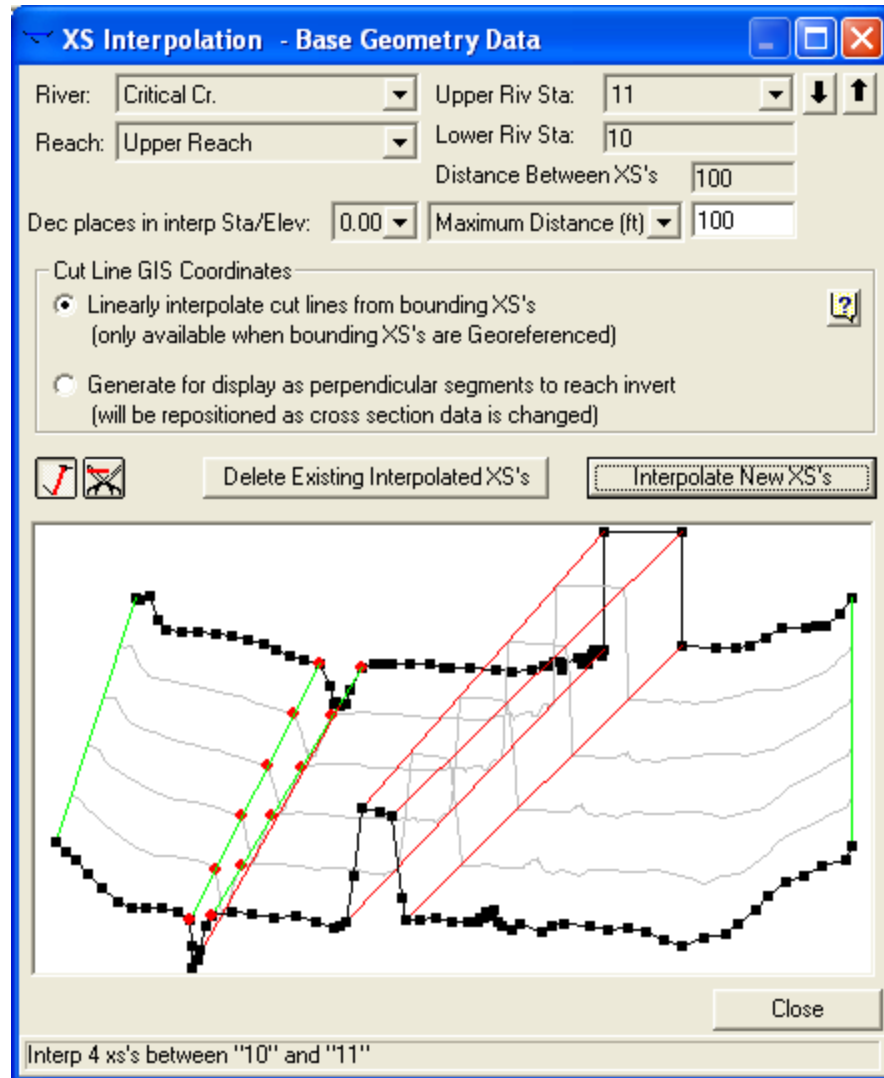 XS Interpolation - Base Geometry Data
River: Critical Cr. Upper Riv Sta: 11
Reach: Upper Reach Lower Riv Sta: 10
Distance Between XS's 100
Dec places in interp Sta/Elev: 0.00 Maximum Distance (ft) 100
Cut Line GIS Coordinates
Linearly interpolate cut lines from bounding XS's
(only available when bounding XS's are Georeferenced)
Generate for display as perpendicular segments to reach invert
(will be repositioned as cross section data is changed)
Delete Existing Interpolated XS's Interpolate New XS's
Close
Interp 4 xs's between "10" and "11"